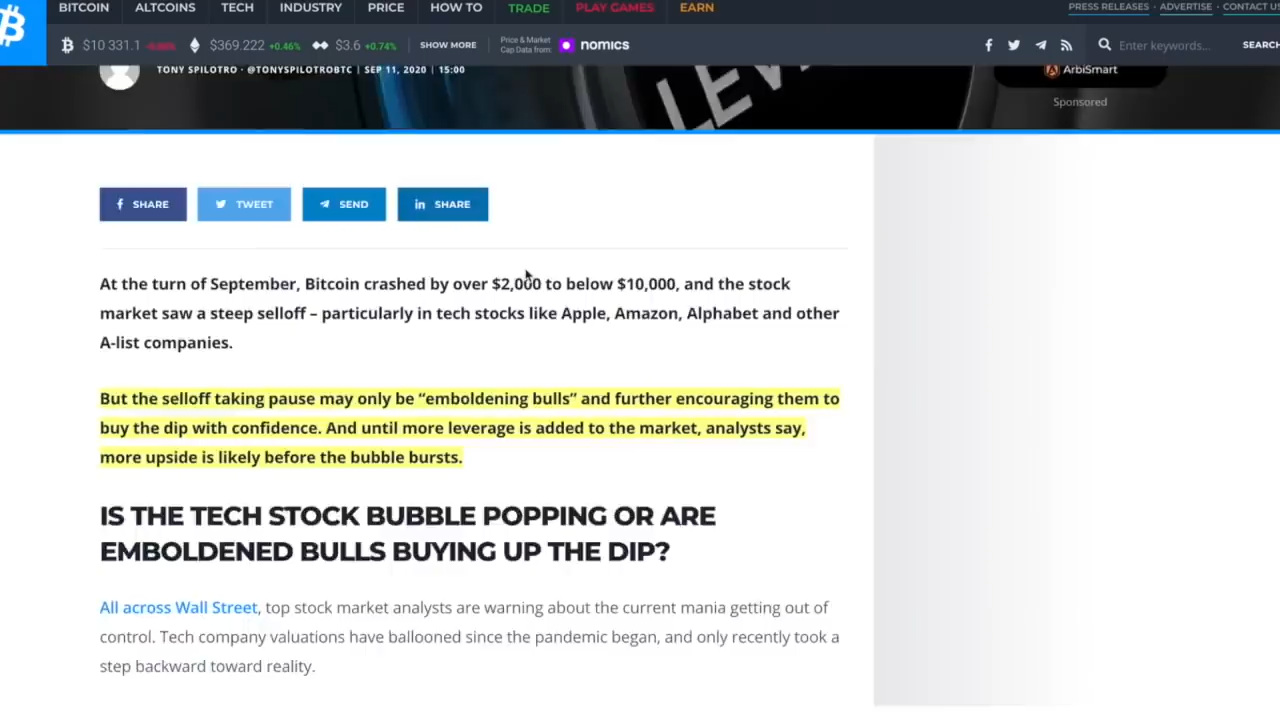 BITCOIN ALTCOINS TECH INDUSTRY PRICE HOW TO TRADE PLAY GAMES EARN PRESS RELEASES · ADVERTISE · CONTACT US
$10 331.1 $369.222 +0.46% $3.6 +0.74% SHOW MORE Price & Market Cap Data from: nomics Enter keywords... SEARCH
TONY SPILOTRO · @TONYSPILOTROBTC | SEP 11, 2020 | 15:00
ArbiSmart
Sponsored
SHARE TWEET SEND SHARE
At the turn of September, Bitcoin crashed by over $2,000 to below $10,000, and the stock
market saw a steep selloff – particularly in tech stocks like Apple, Amazon, Alphabet and other
A-list companies.
But the selloff taking pause may only be “emboldening bulls” and further encouraging them to
buy the dip with confidence. And until more leverage is added to the market, analysts say,
more upside is likely before the bubble bursts.
IS THE TECH STOCK BUBBLE POPPING OR ARE
EMBOLDENED BULLS BUYING UP THE DIP?
All across Wall Street, top stock market analysts are warning about the current mania getting out of
control. Tech company valuations have ballooned since the pandemic began, and only recently took a
step backward toward reality.